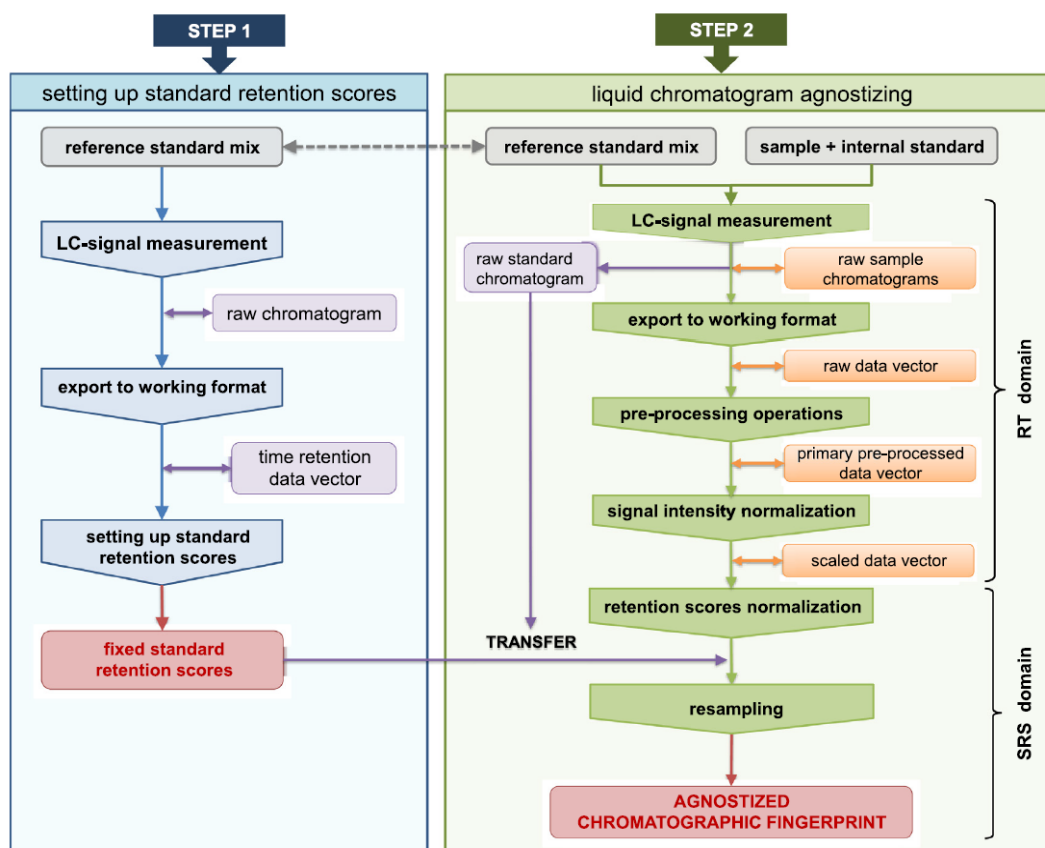 STEP 1
STEP 2
setting up standard retention scores
liquid chromatogram agnostizing
reference standard mix
reference standard mix
sample + internal standard
LC-signal measurement
raw chromatogram
export to working format
time retention
data vector
setting up standard
retention scores
fixed standard
retention scores
LC-signal measurement
raw standard
chromatogram
raw sample
chromatograms
export to working format
raw data vector
pre-processing operations
primary pre-processed
data vector
signal intensity normalization
scaled data vector
retention scores normalization
TRANSFER
resampling
AGNOSTIZED
CHROMATOGRAPHIC FINGERPRINT
RT domain
SRS domain